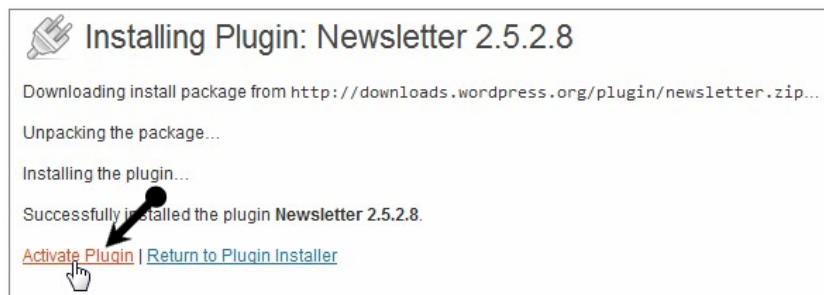 Installing Plugin: Newsletter 2.5.2.8
Downloading install package from http://downloads.wordpress.org/plugin/newsletter.zip…
Unpacking the package…
Installing the plugin…
Successfully installed the plugin Newsletter 2.5.2.8.
Activate Plugin | Return to Plugin Installer